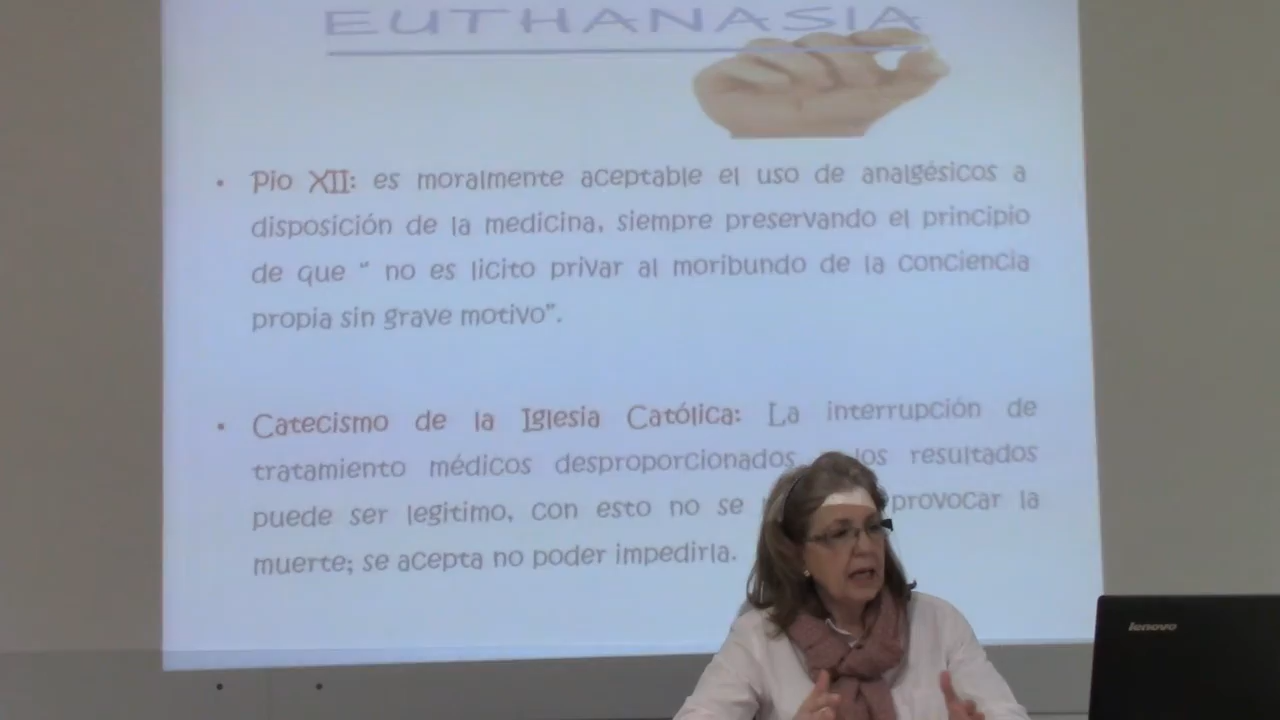 EUTHANASIA
• Pio XII: es moralmente aceptable el uso de analgésicos a
disposición de la medicina, siempre preservando el principio
de que “ no es licito privar al moribundo de la conciencia
propia sin grave motivo”.
• Catecismo de la Iglesia Católica: La interrupción de
tratamiento médicos desproporcionados los resultados
puede ser legitimo, con esto no se provocar la
muerte; se acepta no poder impedirla.
lenovo